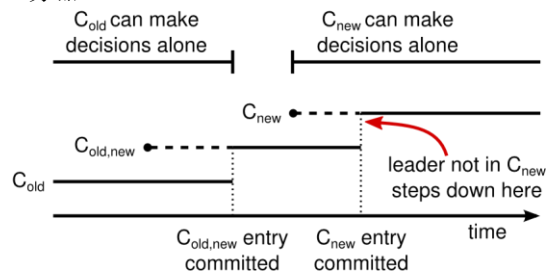 C_old can make
decisions alone
C_new can make
decisions alone
C_new
C_old,new
leader not in C_new
steps down here
C_old
time
C_old,new entry
committed
C_new entry
committed